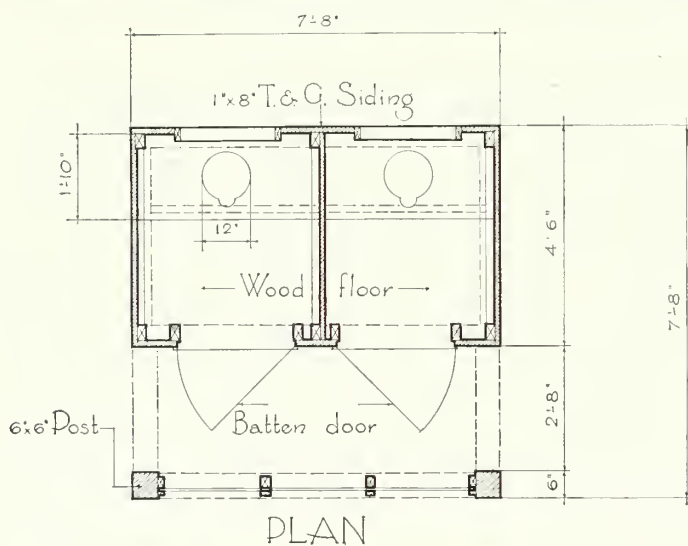 7'-8"
1"x8" T. & G. Siding
1'-10"
12"
4'-6"
Wood floor
7'-8"
2'-8"
Batten door
6"x6" Post
6"
PLAN